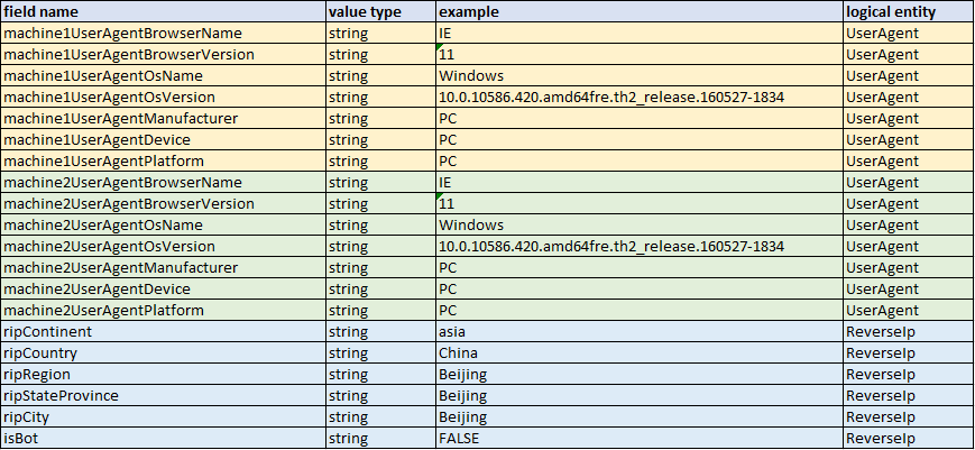 field name value type example logical entity
machine1UserAgentBrowserName string IE UserAgent
machine1UserAgentBrowserVersion string 11 UserAgent
machine1UserAgentOsName string Windows UserAgent
machine1UserAgentOsVersion string 10.0.10586.420.amd64fre.th2_release.160527-1834 UserAgent
machine1UserAgentManufacturer string PC UserAgent
machine1UserAgentDevice string PC UserAgent
machine1UserAgentPlatform string PC UserAgent
machine2UserAgentBrowserName string IE UserAgent
machine2UserAgentBrowserVersion string 11 UserAgent
machine2UserAgentOsName string Windows UserAgent
machine2UserAgentOsVersion string 10.0.10586.420.amd64fre.th2_release.160527-1834 UserAgent
machine2UserAgentManufacturer string PC UserAgent
machine2UserAgentDevice string PC UserAgent
machine2UserAgentPlatform string PC UserAgent
ripContinent string asia ReverseIp
ripCountry string China ReverseIp
ripRegion string Beijing ReverseIp
ripStateProvince string Beijing ReverseIp
ripCity string Beijing ReverseIp
isBot string FALSE ReverseIp